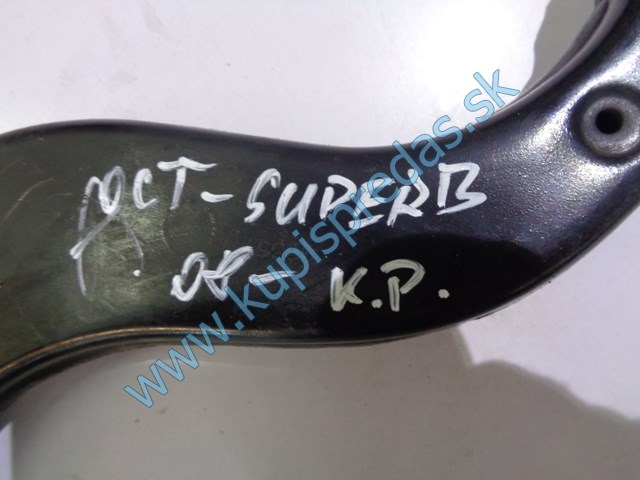 OCT-SUPERB
08- K.P.
www.kupispredas.sk